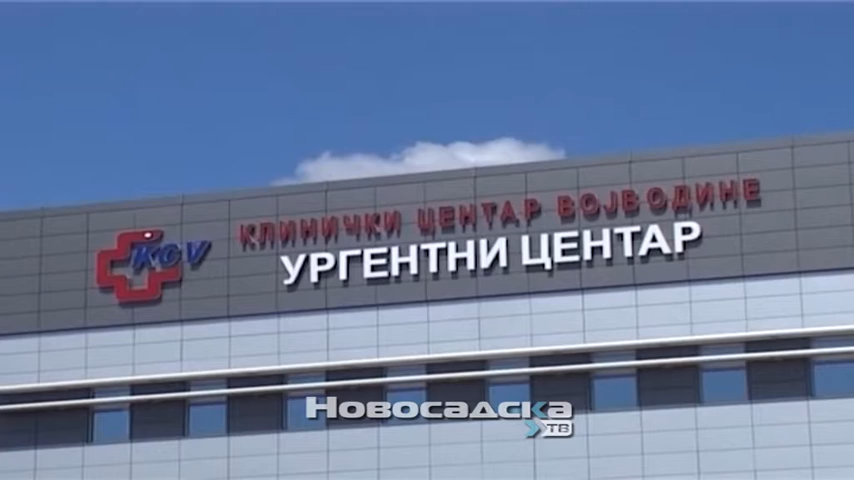 КЛИНИЧКИ ЦЕНТАР ВОЈВОДИНЕ
KCV
УРГЕНТНИ ЦЕНТАР
НОВОСАДСКА
ТВ